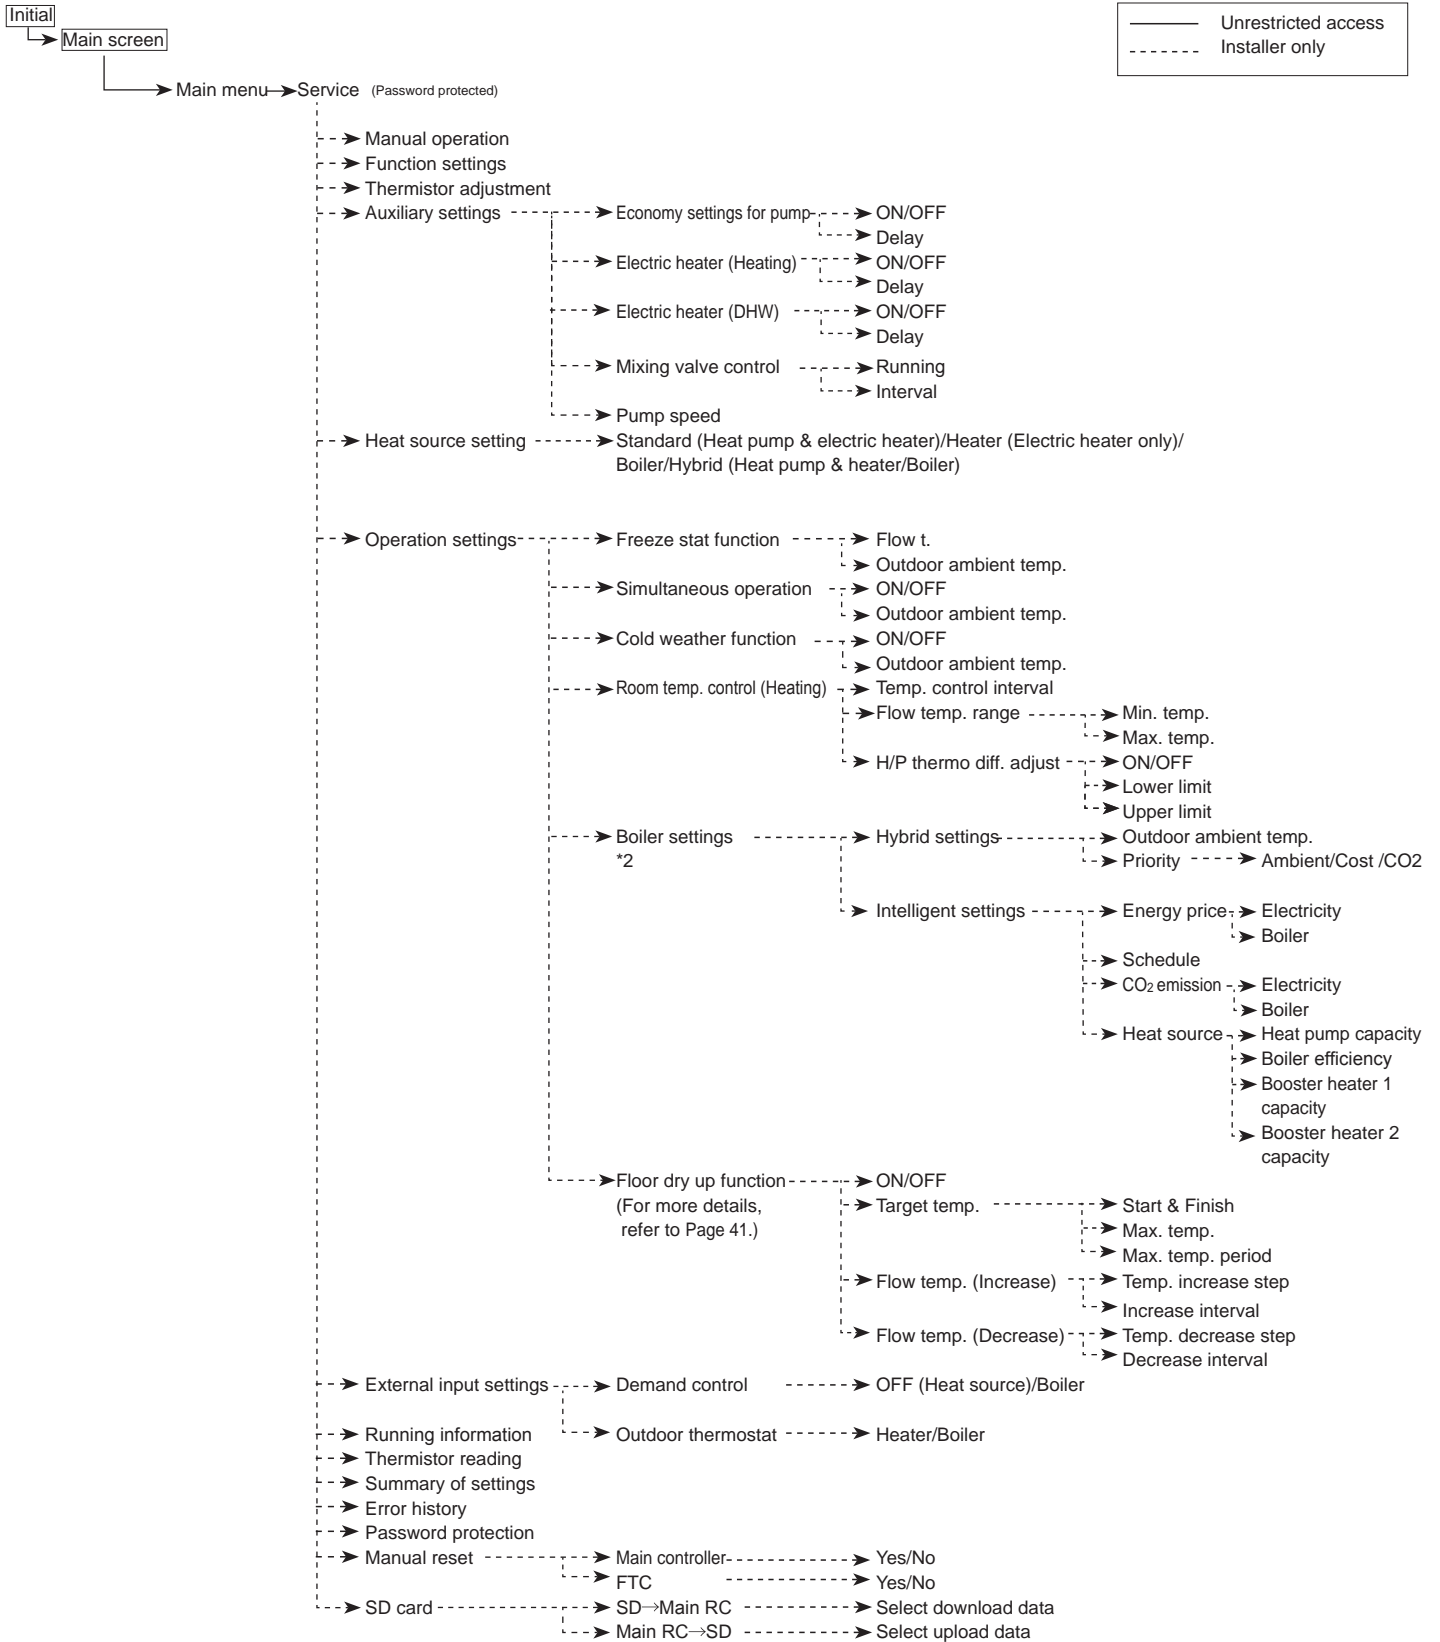 Initial
Main screen
Unrestricted access
Installer only
Main menu
Service (Password protected)
Manual operation
Function settings
Thermistor adjustment
Auxiliary settings
Economy settings for pump
ON/OFF
Delay
Electric heater (Heating)
ON/OFF
Delay
Electric heater (DHW)
ON/OFF
Delay
Mixing valve control
Running
Interval
Pump speed
Heat source setting
Standard (Heat pump & electric heater)/Heater (Electric heater only)/
Boiler/Hybrid (Heat pump & heater/Boiler)
Operation settings
Freeze stat function
Flow t.
Outdoor ambient temp.
Simultaneous operation
ON/OFF
Outdoor ambient temp.
Cold weather function
ON/OFF
Outdoor ambient temp.
Room temp. control (Heating)
Temp. control interval
Flow temp. range
Min. temp.
Max. temp.
H/P thermo diff. adjust
ON/OFF
Lower limit
Upper limit
Boiler settings
*2
Hybrid settings
Outdoor ambient temp.
Priority
Ambient/Cost /CO2
Intelligent settings
Energy price
Electricity
Boiler
Schedule
CO2 emission
Electricity
Boiler
Heat source
Heat pump capacity
Boiler efficiency
Booster heater 1
capacity
Booster heater 2
capacity
Floor dry up function
(For more details,
refer to Page 41.)
ON/OFF
Target temp.
Start & Finish
Max. temp.
Max. temp. period
Flow temp. (Increase)
Temp. increase step
Increase interval
Flow temp. (Decrease)
Temp. decrease step
Decrease interval
External input settings
Demand control
OFF (Heat source)/Boiler
Outdoor thermostat
Heater/Boiler
Running information
Thermistor reading
Summary of settings
Error history
Password protection
Manual reset
Main controller
Yes/No
FTC
Yes/No
SD card
SD→Main RC
Select download data
Main RC→SD
Select upload data